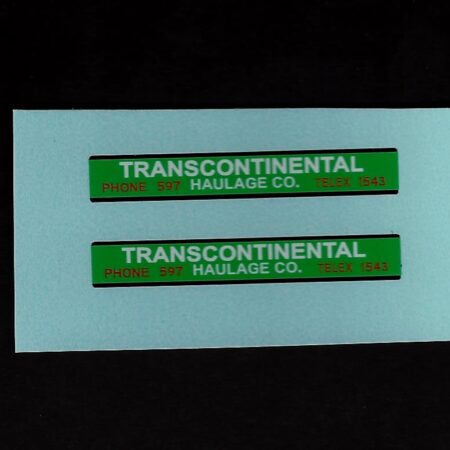 TRANSCONTINENTAL
PHONE 597 HAULAGE CO. TELEX 1543
TRANSCONTINENTAL
PHONE 597 HAULAGE CO. TELEX 1543